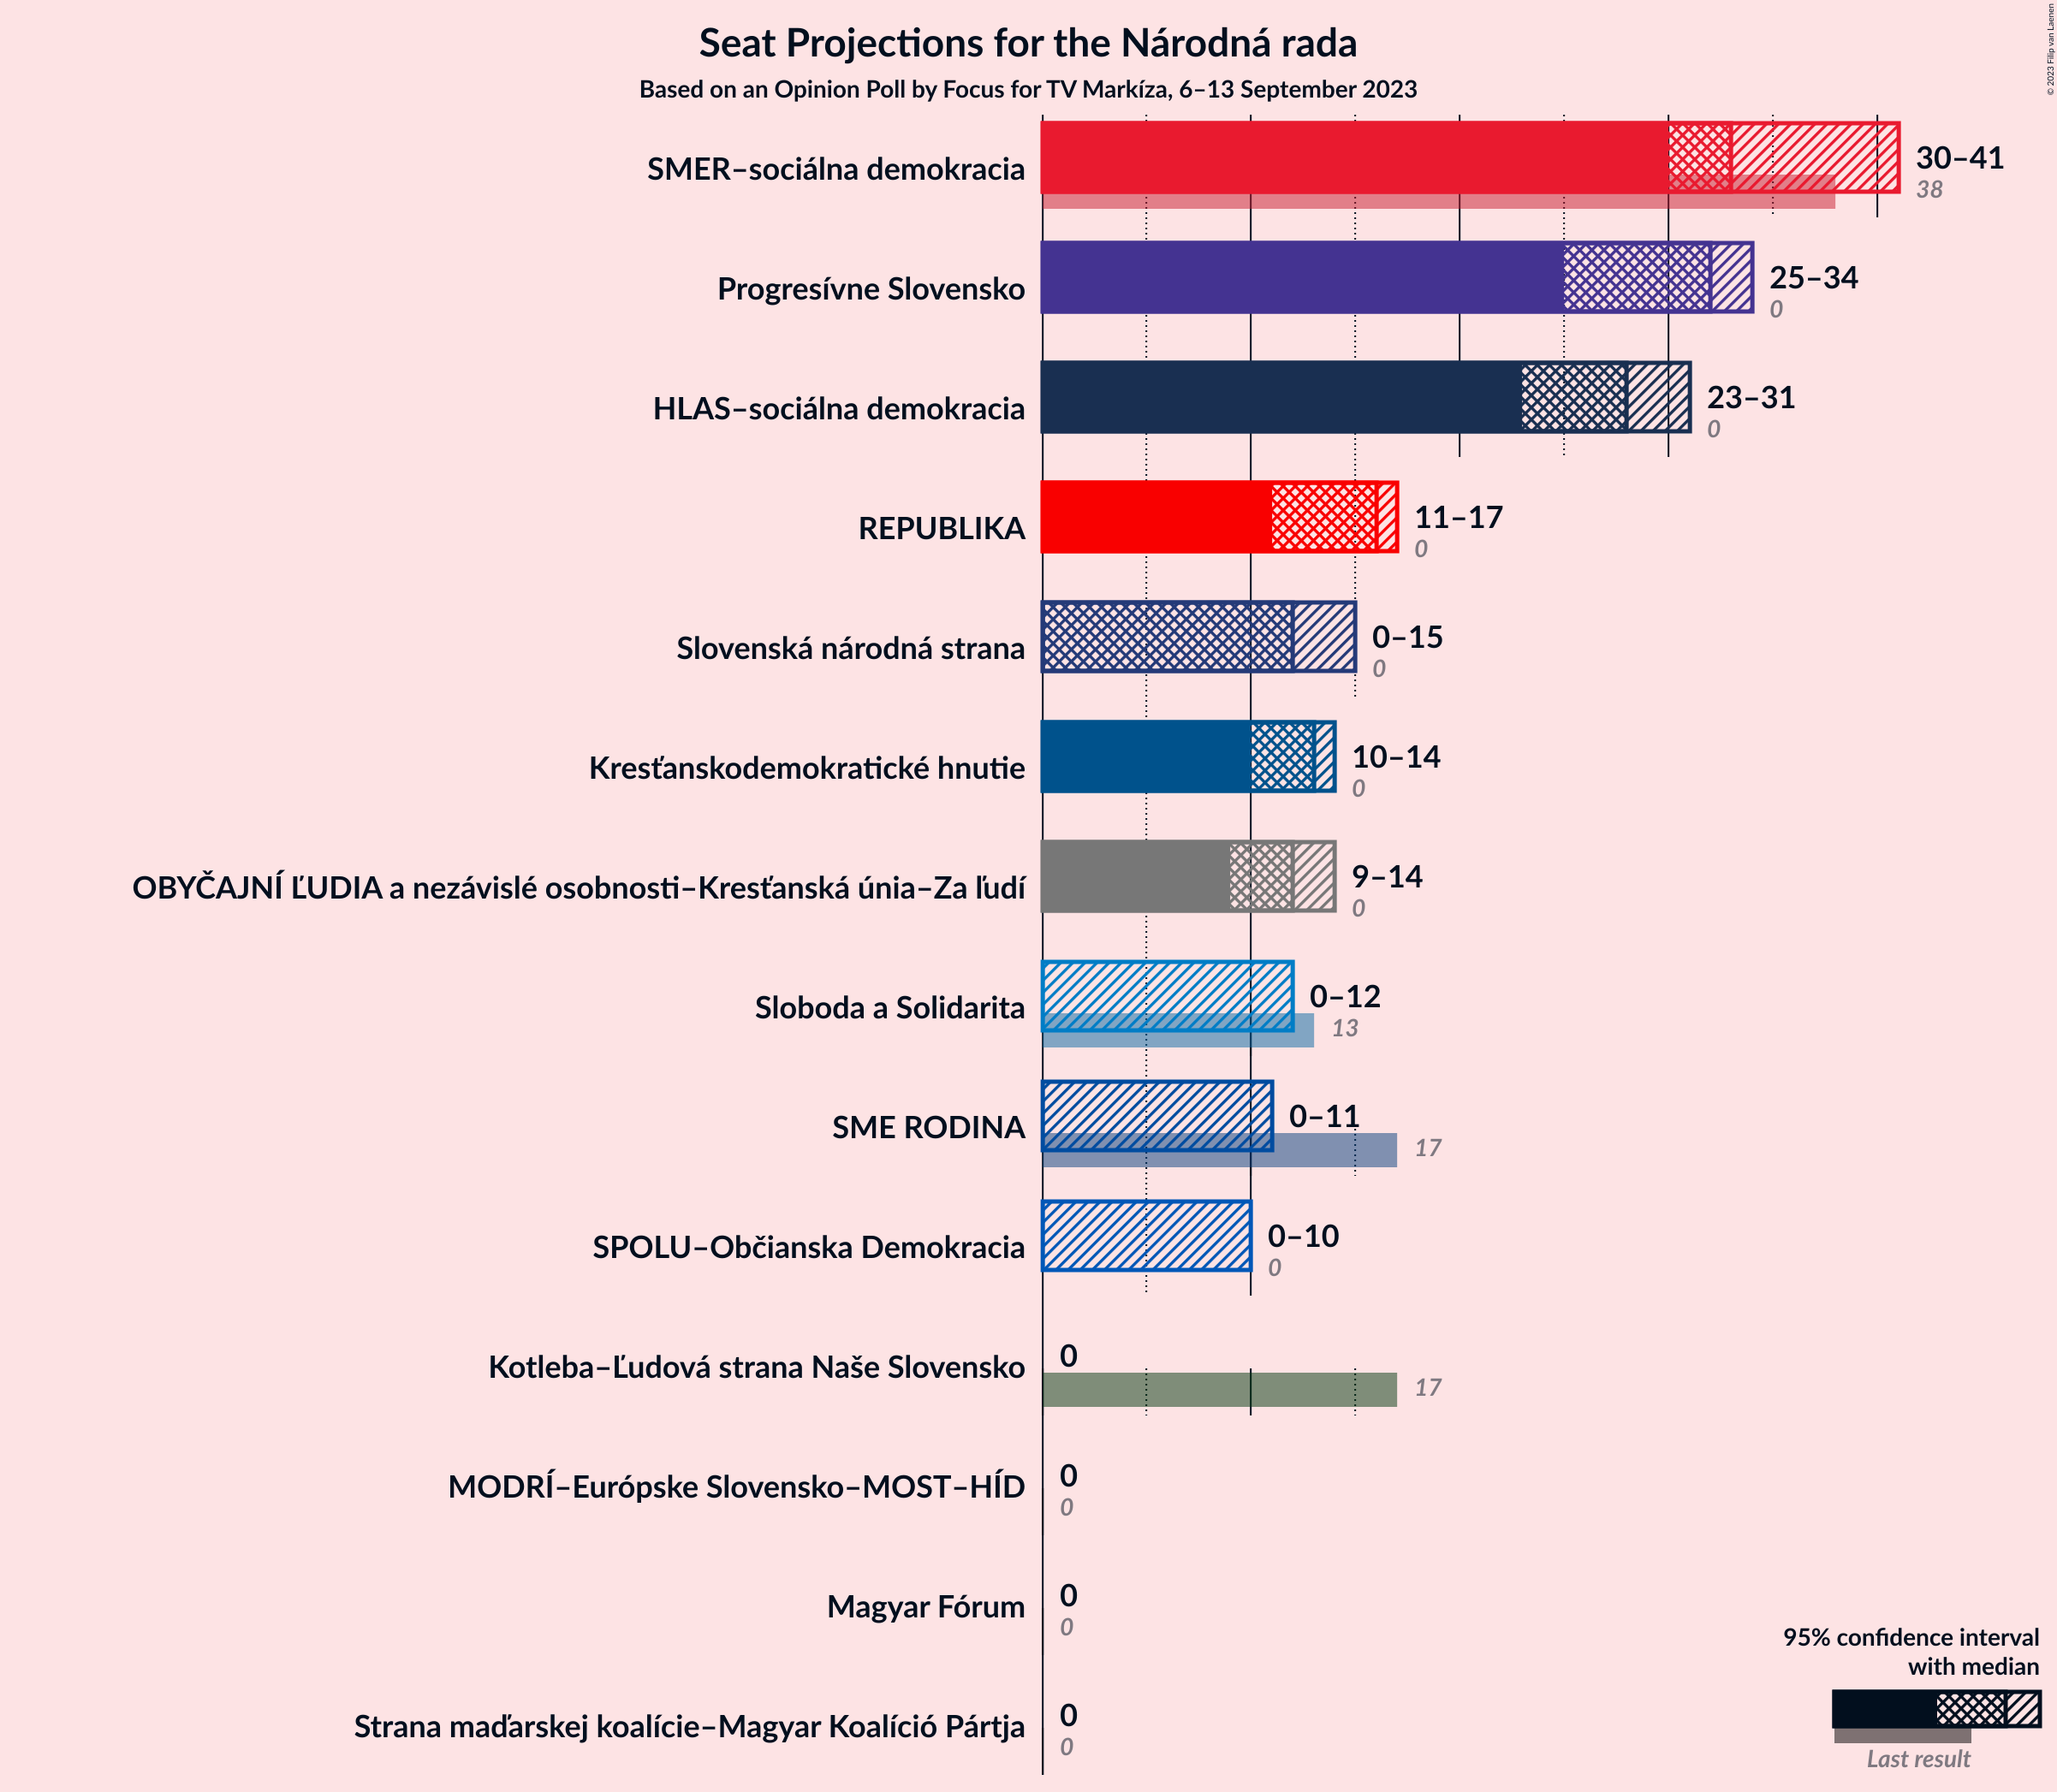 Seat Projections for the Národná rada
Based on an Opinion Poll by Focus for TV Markíza, 6–13 September 2023
© 2023 Filip van Laenen
SMER–sociálna demokracia
30–41
38
Progresívne Slovensko
25–34
0
HLAS–sociálna demokracia
23–31
0
REPUBLIKA
11–17
0
Slovenská národná strana
0–15
0
Kresťanskodemokratické hnutie
10–14
0
OBYČAJNÍ ĽUDIA a nezávislé osobnosti–Kresťanská únia–Za ľudí
9–14
0
Sloboda a Solidarita
0–12
13
SME RODINA
0–11
17
SPOLU–Občianska Demokracia
0–10
0
Kotleba–Ľudová strana Naše Slovensko
0
17
MODRÍ–Európske Slovensko–MOST–HÍD
0
0
Magyar Fórum
0
0
Strana maďarskej koalície–Magyar Koalíció Pártja
0
0
95% confidence interval
with median
Last result